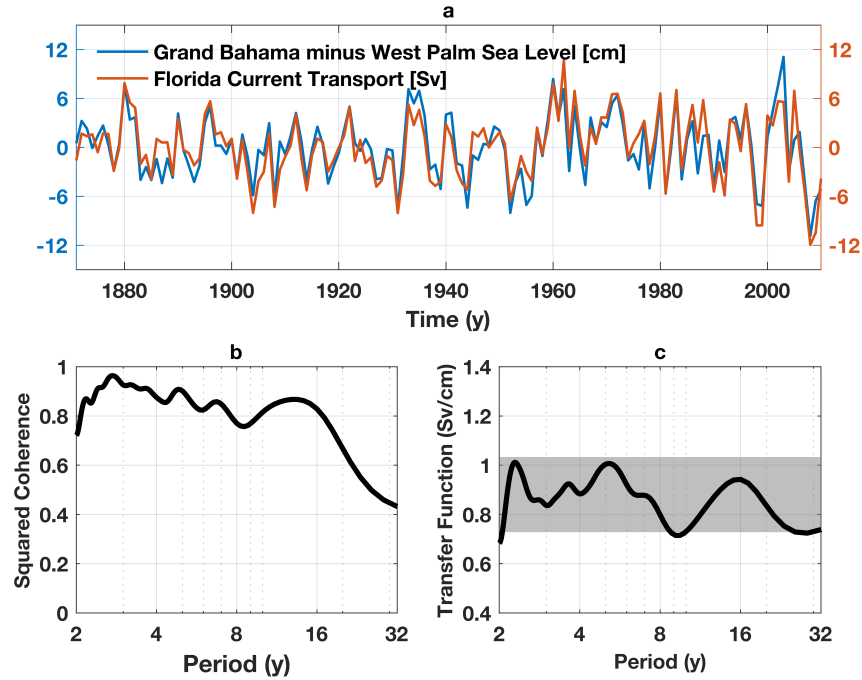 a
Grand Bahama minus West Palm Sea Level [cm]
Florida Current Transport [Sv]
12 12
6 6
0 0
-6 -6
-12 -12
1880 1900 1920 1940 1960 1980 2000
Time (y)
b
1
0.8
0.6
0.4
0.2
0
Squared Coherence
2 4 8 16 32
Period (y)
c
1.4
1.2
1
0.8
0.6
0.4
Transfer Function (Sv/cm)
2 4 8 16 32
Period (y)